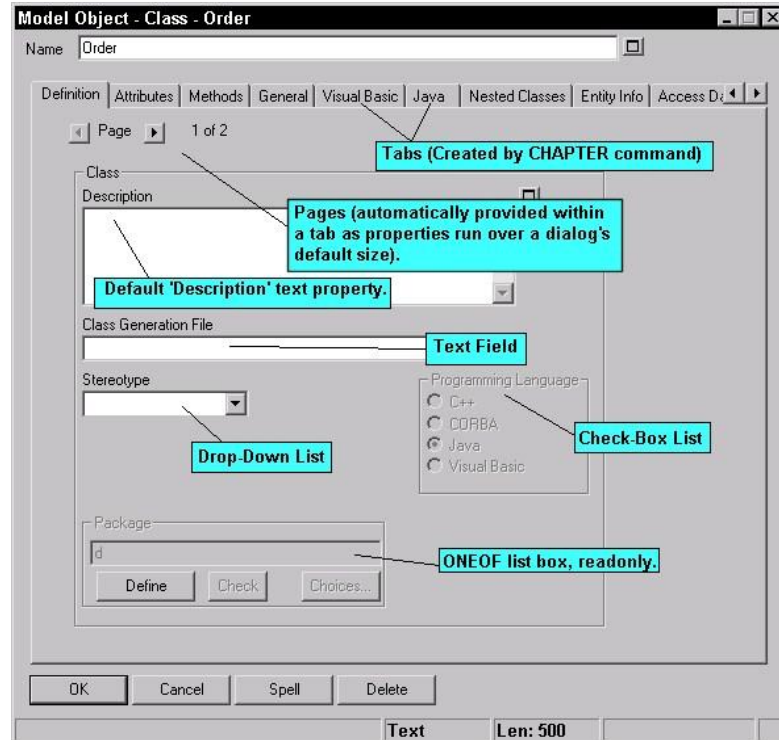 Model Object - Class - Order
Name Order
Definition Attributes Methods General Visual Basic Java Nested Classes Entity Info Access
Page 1 of 2
Tabs (Created by CHAPTER command)
Class
Description
Pages (automatically provided within
a tab as properties run over a dialog's
default size).
Default 'Description' text property.
Class Generation File
Text Field
Stereotype
Drop-Down List
Programming Language
C++
CORBA
Java
Visual Basic
Check-Box List
Package
d
ONEOF list box, readonly.
Define Check Choices...
OK Cancel Spell Delete
Text Len: 500